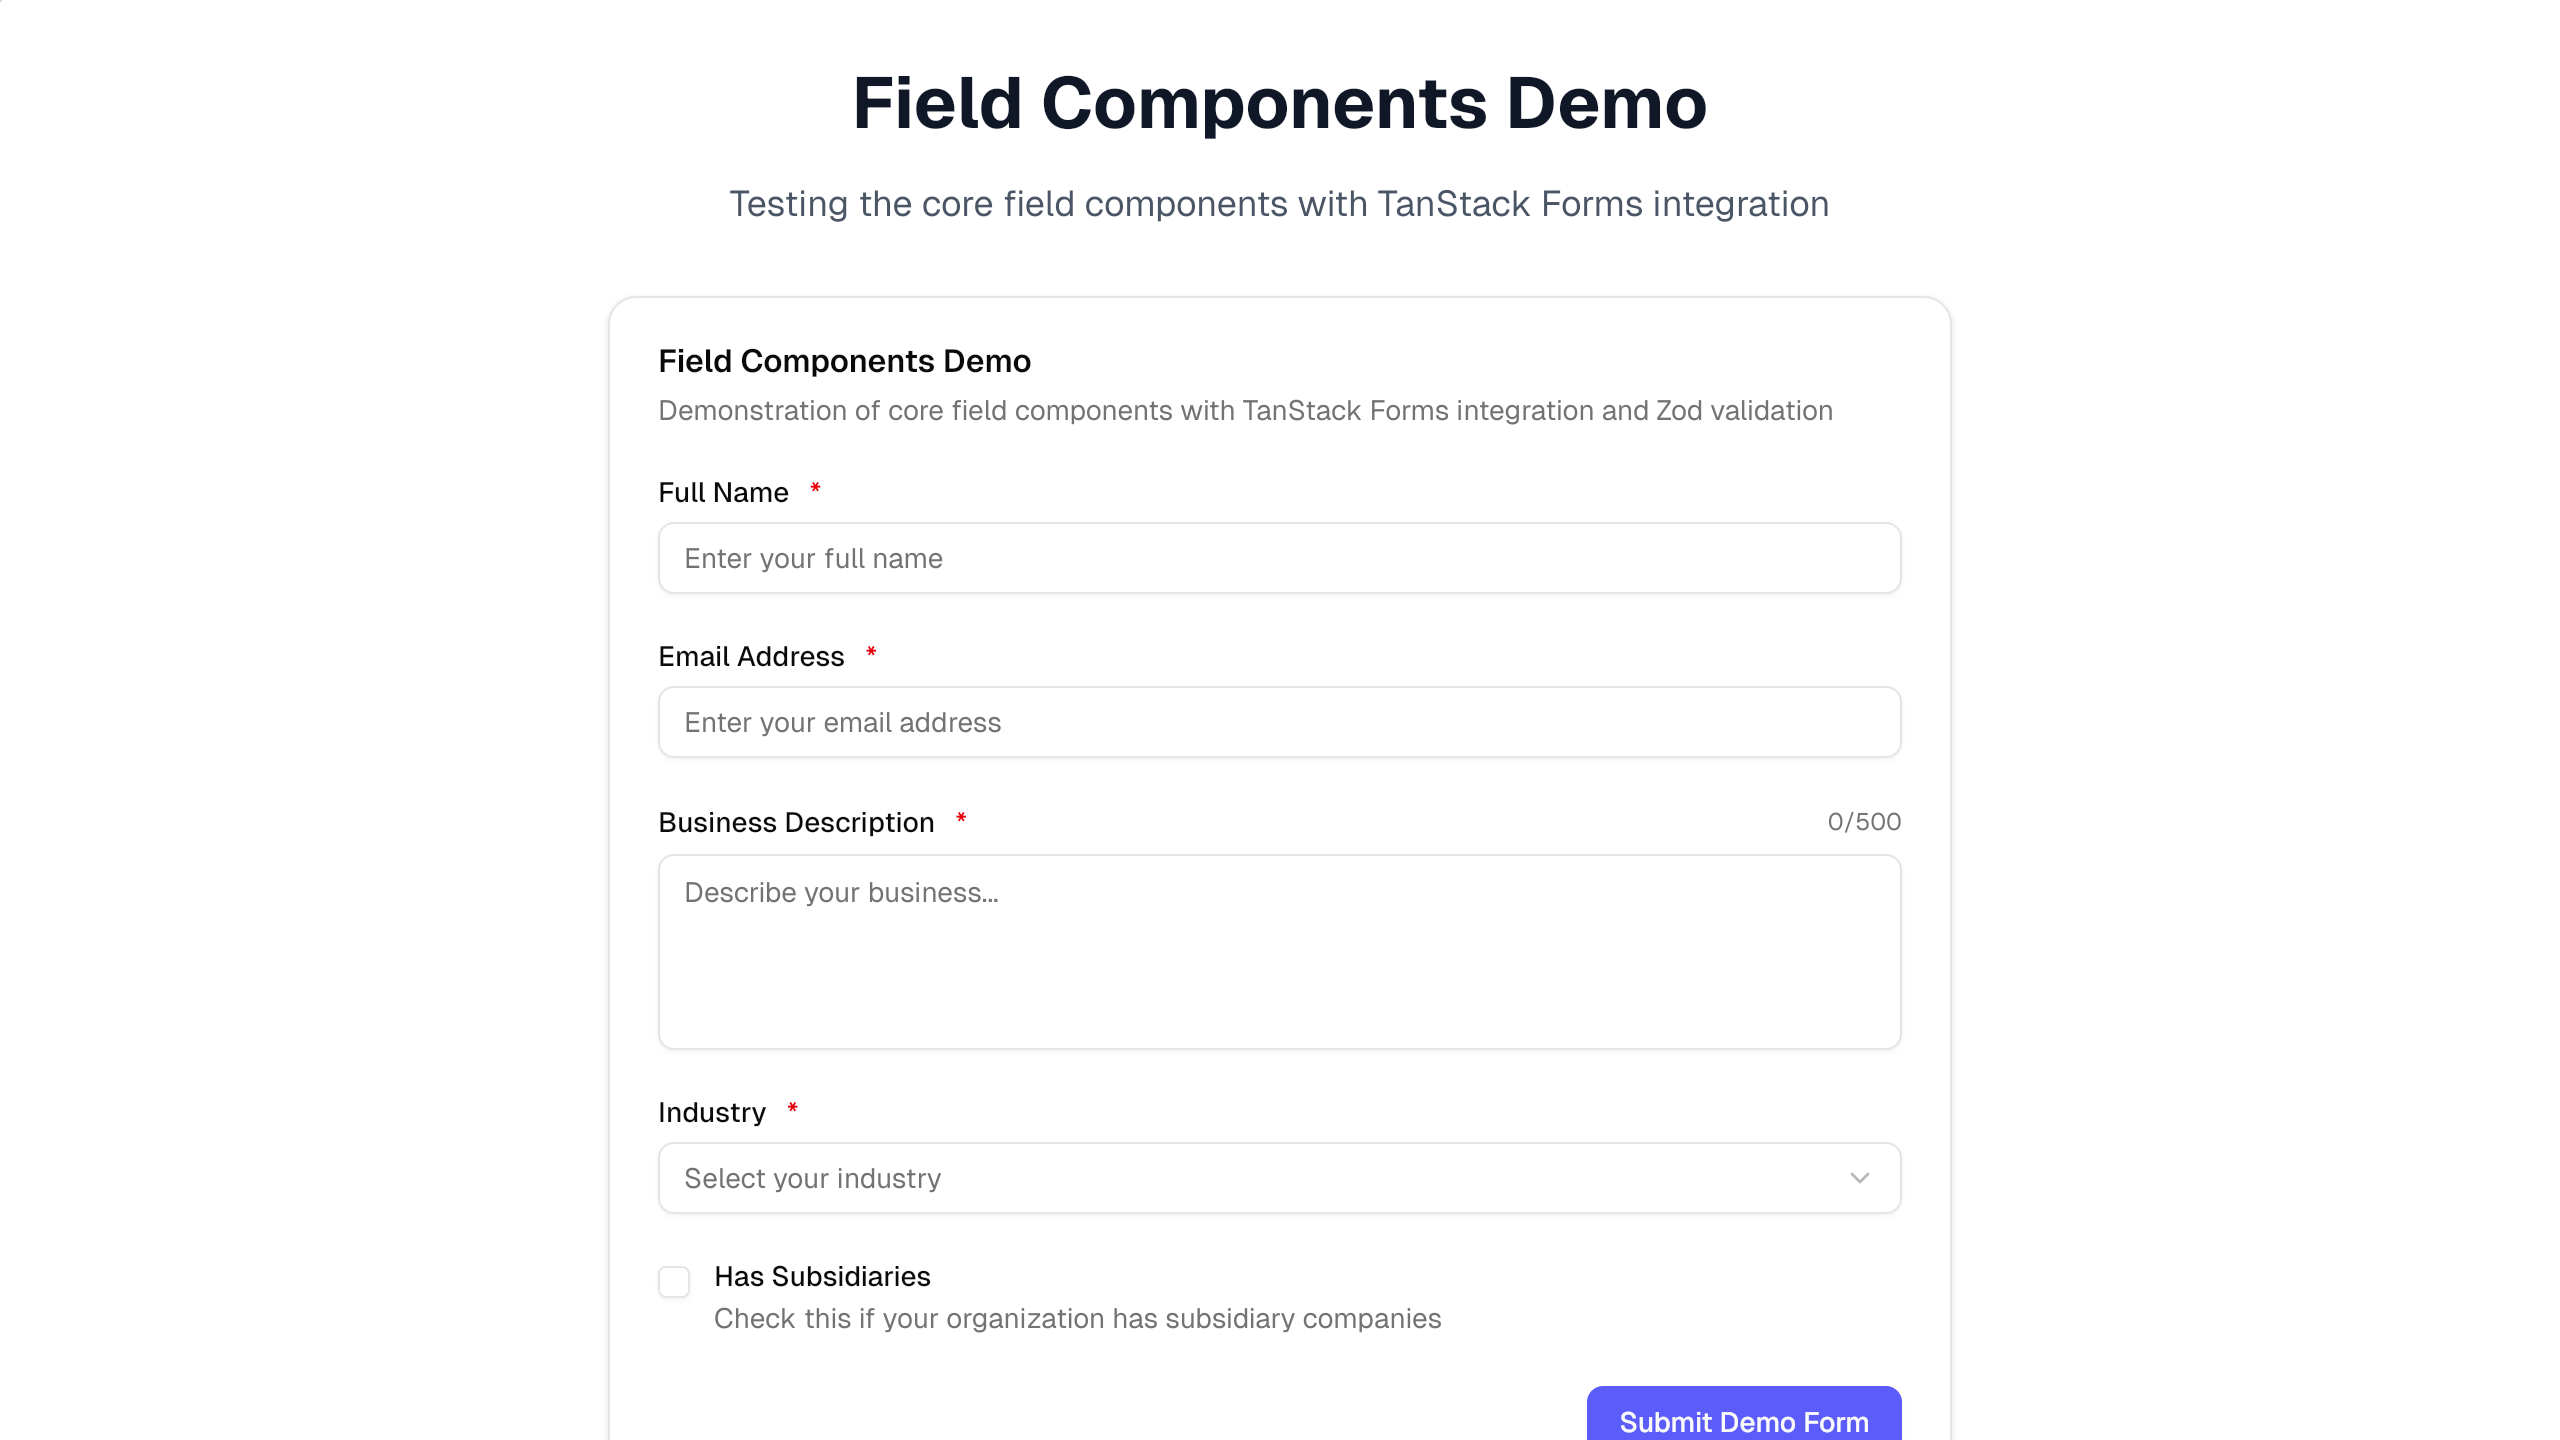 Field Components Demo
Testing the core field components with TanStack Forms integration
Field Components Demo
Demonstration of core field components with TanStack Forms integration and Zod validation
Full Name *
Enter your full name
Email Address *
Enter your email address
Business Description * 0/500
Describe your business...
Industry *
Select your industry
Has Subsidiaries
Check this if your organization has subsidiary companies
Submit Demo Form